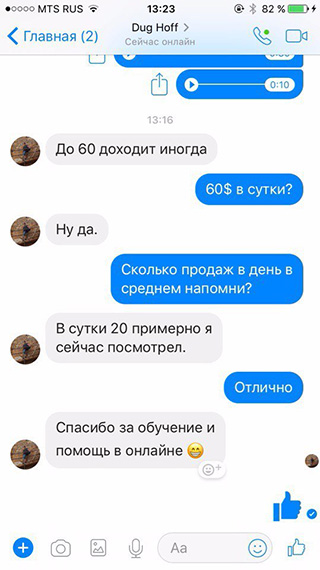 MTS RUS 13:23 82 %
Главная (2) Dug Hoff
Сейчас онлайн
0:10
13:16
До 60 доходит иногда
60$ в сутки?
Ну да.
Сколько продаж в день в
среднем напомни?
В сутки 20 примерно я
сейчас посмотрел.
Отлично
Спасибо за обучение и
помощь в онлайне
Aa